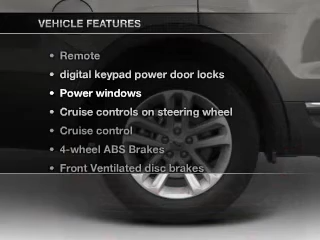 VEHICLE FEATURES
• Remote
• digital keypad power door locks
• Power windows
• Cruise controls on steering wheel
• Cruise control
• 4-wheel ABS Brakes
• Front Ventilated disc brakes